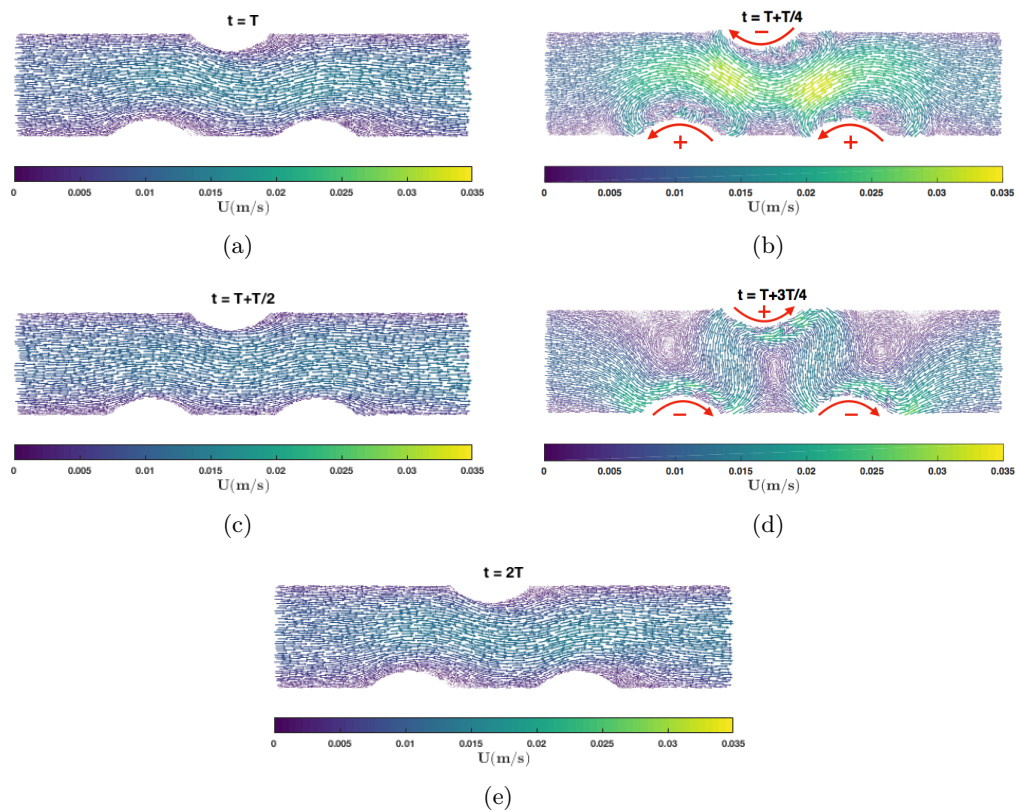 t = T
0 0.005 0.01 0.015 0.02 0.025 0.03 0.035
U(m/s)
(a)
t = T+T/4
−
+ +
0 0.005 0.01 0.015 0.02 0.025 0.03 0.035
U(m/s)
(b)
t = T+T/2
0 0.005 0.01 0.015 0.02 0.025 0.03 0.035
U(m/s)
(c)
t = T+3T/4
+
− −
0 0.005 0.01 0.015 0.02 0.025 0.03 0.035
U(m/s)
(d)
t = 2T
0 0.005 0.01 0.015 0.02 0.025 0.03 0.035
U(m/s)
(e)